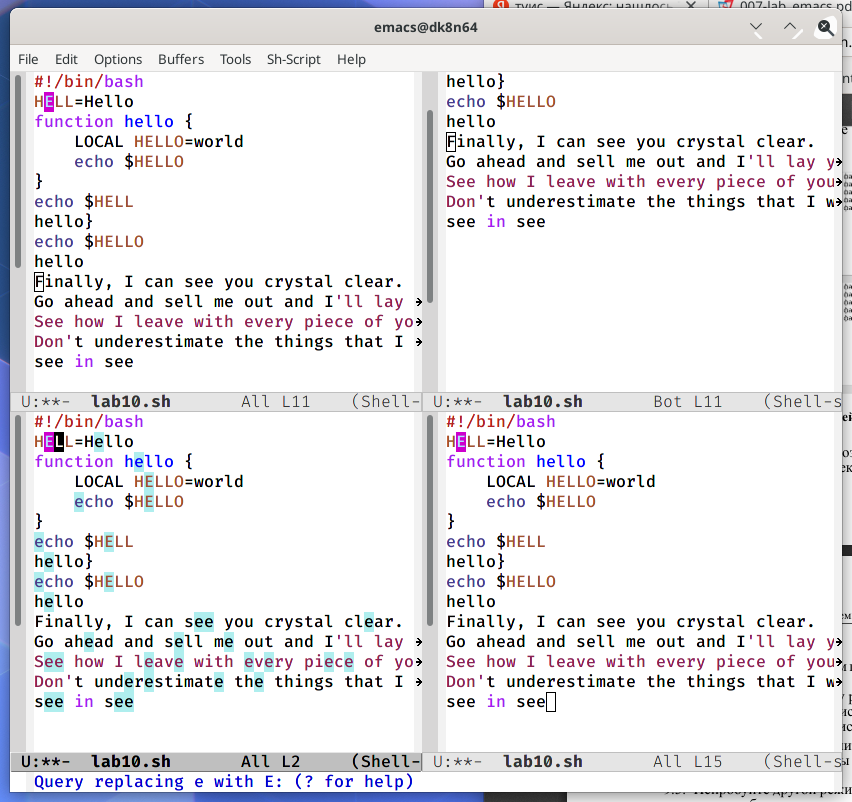 туис — Яндекс: нашлось
007-lab_emacs.pd
emacs@dk8n64
File Edit Options Buffers Tools Sh-Script Help
#!/bin/bash
HELL=Hello
function hello {
LOCAL HELLO=world
echo $HELLO
}
echo $HELL
hello}
echo $HELLO
hello
Finally, I can see you crystal clear.
Go ahead and sell me out and I'll lay
See how I leave with every piece of yo
Don't underestimate the things that I
see in see
U:**- lab10.sh All L11 (Shell-
hello}
echo $HELLO
hello
Finally, I can see you crystal clear.
Go ahead and sell me out and I'll lay y
See how I leave with every piece of you
Don't underestimate the things that I w
see in see
U:**- lab10.sh Bot L11 (Shell-s
#!/bin/bash
HELL=Hello
function hello {
LOCAL HELLO=world
echo $HELLO
}
echo $HELL
hello}
echo $HELLO
hello
Finally, I can see you crystal clear.
Go ahead and sell me out and I'll lay
See how I leave with every piece of yo
Don't underestimate the things that I
see in see
U:**- lab10.sh All L2 (Shell-
#!/bin/bash
HELL=Hello
function hello {
LOCAL HELLO=world
echo $HELLO
}
echo $HELL
hello}
echo $HELLO
hello
Finally, I can see you crystal clear.
Go ahead and sell me out and I'll lay y
See how I leave with every piece of you
Don't underestimate the things that I w
see in see
U:**- lab10.sh All L15 (Shell-s
Query replacing e with E: (? for help)